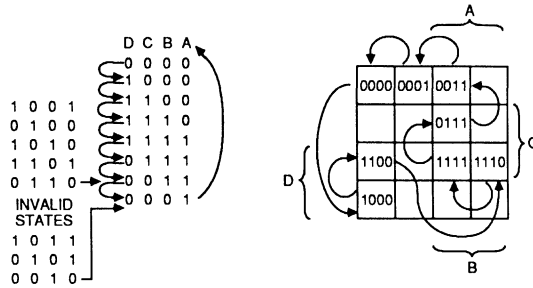 D C B A
0 0 0 0
1 0 0 0
1 1 0 0
1 1 1 0
1 1 1 1
0 1 1 1
0 0 1 1
0 0 0 1
1 0 0 1
0 1 0 0
1 0 1 0
1 1 0 1
0 1 1 0
INVALID
STATES
1 0 1 1
0 1 0 1
0 0 1 0
A
0000 0001 0011
0111
C
D
1100 1111 1110
1000
B